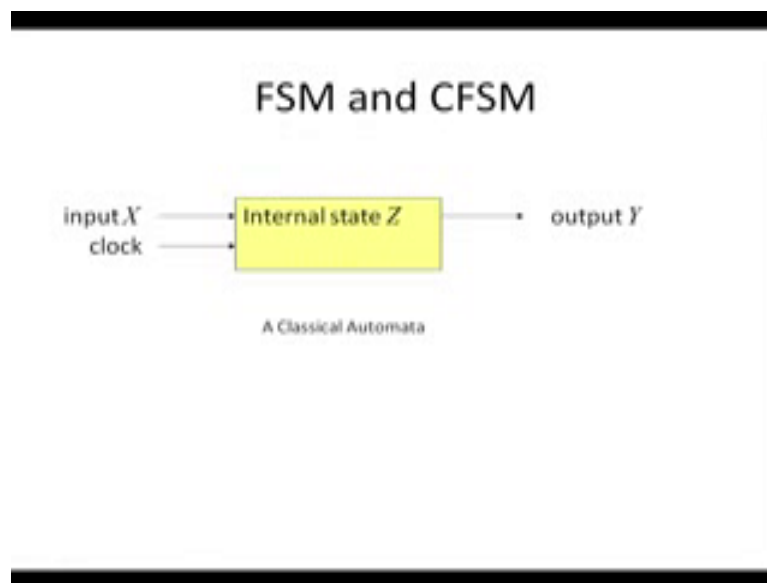 FSM and CFSM
input X
Internal state Z
output Y
clock
A Classical Automata